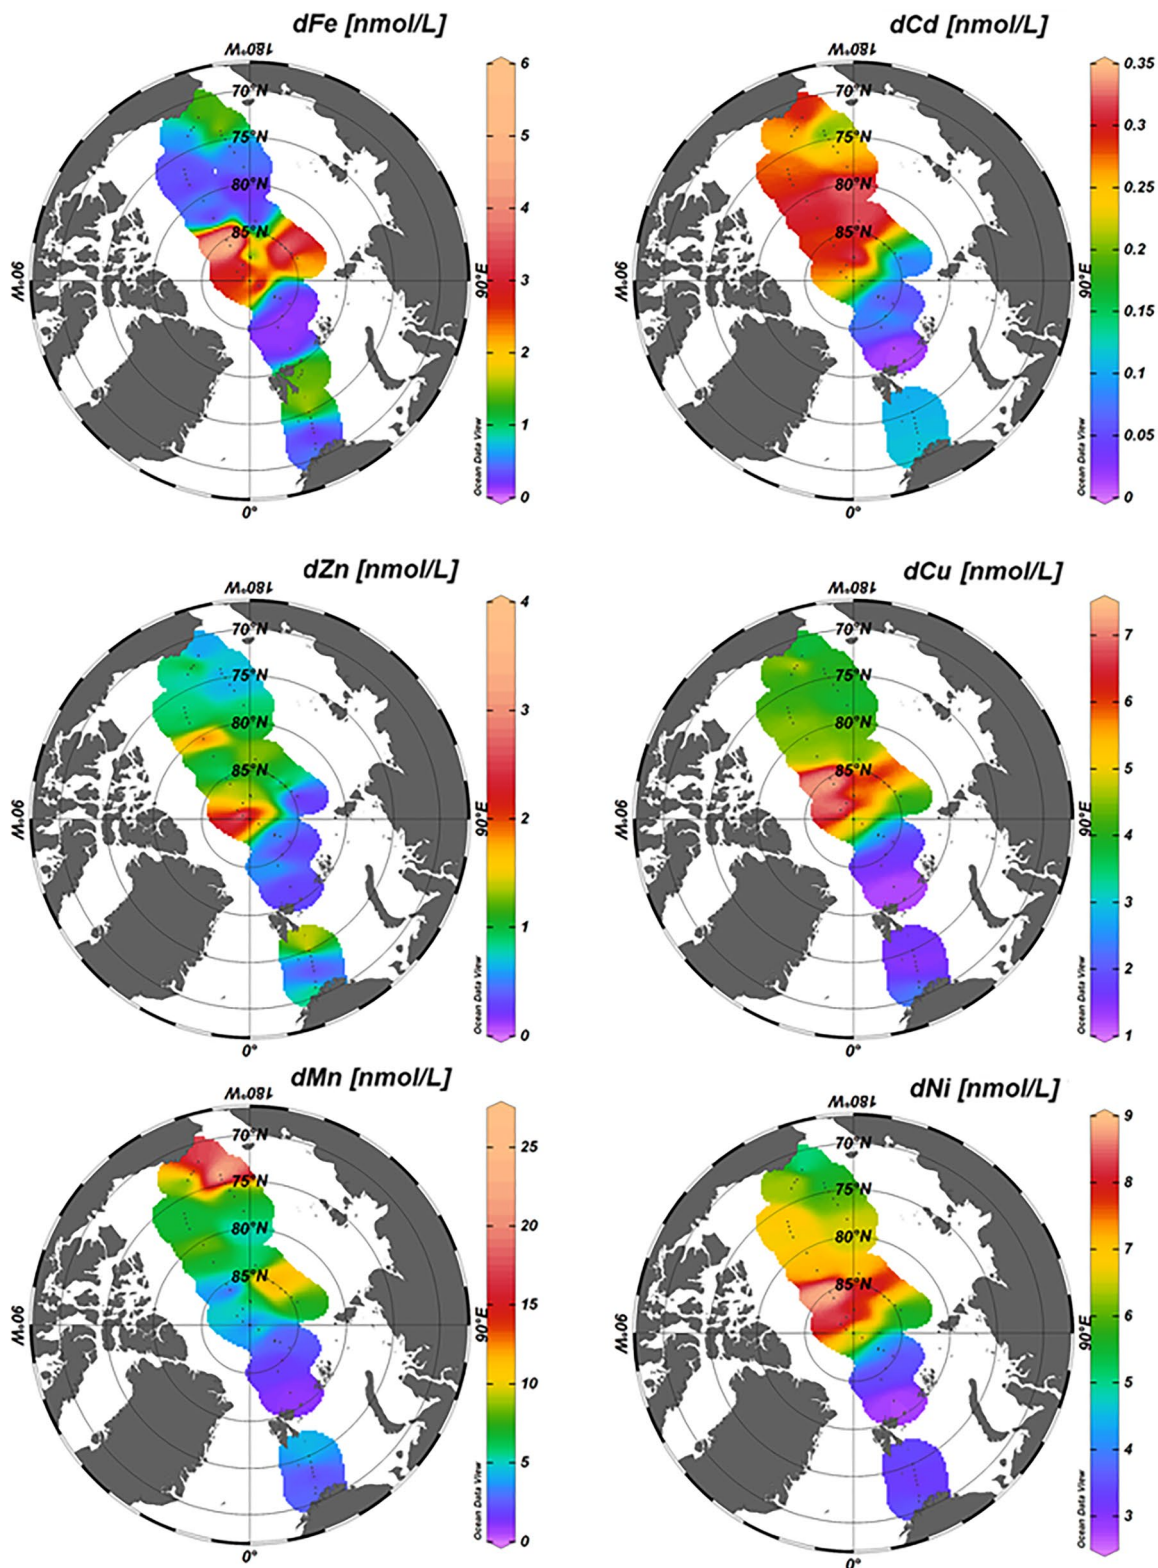 dFe [nmol/L]
180°W
70°N
75°N
80°N
85°N
90°W
90°E
0°
6
5
4
3
2
1
0
Ocean Data View
dCd [nmol/L]
180°W
70°N
75°N
80°N
85°N
90°W
90°E
0°
0.35
0.3
0.25
0.2
0.15
0.1
0.05
0
Ocean Data View
dZn [nmol/L]
180°W
70°N
75°N
80°N
85°N
90°W
90°E
0°
4
3
2
1
0
Ocean Data View
dCu [nmol/L]
180°W
70°N
75°N
80°N
85°N
90°W
90°E
0°
7
6
5
4
3
2
1
Ocean Data View
dMn [nmol/L]
180°W
70°N
75°N
80°N
85°N
90°W
90°E
0°
25
20
15
10
5
0
Ocean Data View
dNi [nmol/L]
180°W
70°N
75°N
80°N
85°N
90°W
90°E
0°
9
8
7
6
5
4
3
Ocean Data View